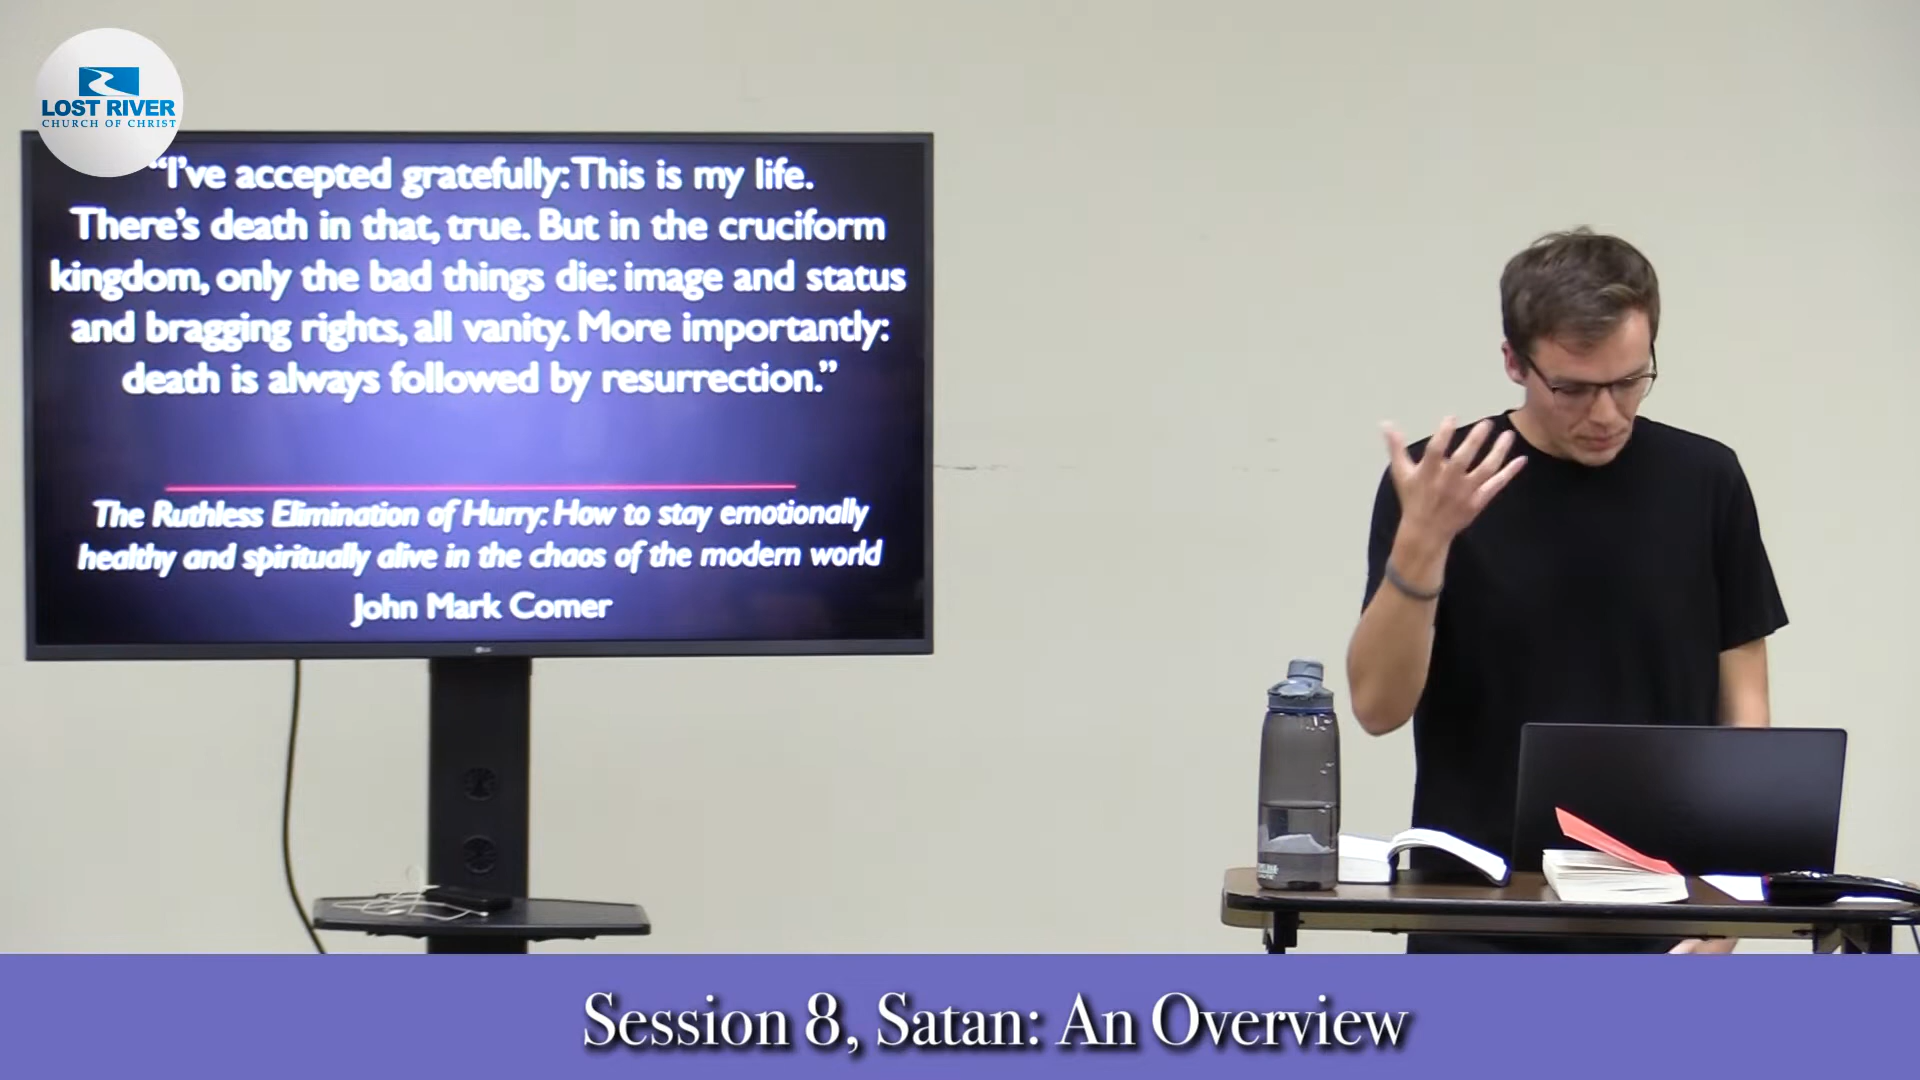 LOST RIVER
CHURCH OF CHRIST
“I’ve accepted gratefully: This is my life.
There’s death in that, true. But in the cruciform
kingdom, only the bad things die: image and status
and bragging rights, all vanity. More importantly:
death is always followed by resurrection.”
The Ruthless Elimination of Hurry: How to stay emotionally
healthy and spiritually alive in the chaos of the modern world
John Mark Comer
LG
Session 8, Satan: An Overview